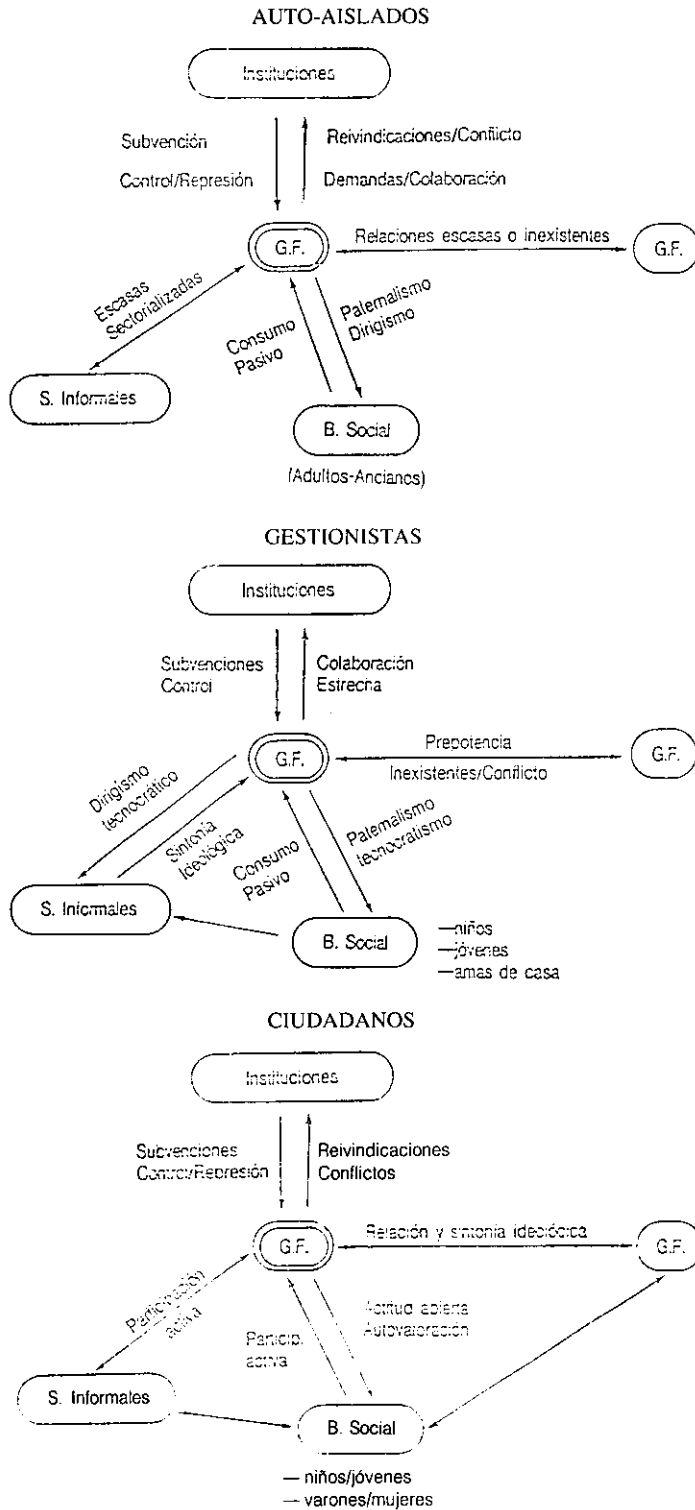 AUTO-AISLADOS
Instituciones
Subvención
Control/Represión
Reivindicaciones/Conflicto
Demandas/Colaboración
G.F.
Relaciones escasas o inexistentes
G.F.
Escasas
Sectorializadas
Consumo
Pasivo
Paternalismo
Dirigismo
S. Informales
B. Social
(Adultos-Ancianos)
GESTIONISTAS
Instituciones
Subvenciones
Control
Colaboración
Estrecha
G.F.
Prepotencia
Inexistentes/Conflicto
G.F.
Dirigismo
tecnocrático
Sintonía
Ideológica
Consumo
Pasivo
Paternalismo
tecnocratismo
S. Informales
B. Social
—niños
—jóvenes
—amas de casa
CIUDADANOS
Instituciones
Subvenciones
Control/Represión
Reivindicaciones
Conflictos
G.F.
Relación y sintonía ideológica
G.F.
Participación
activa
Particip.
activa
Actitud abierta
Autovaloración
S. Informales
B. Social
— niños/jóvenes
— varones/mujeres